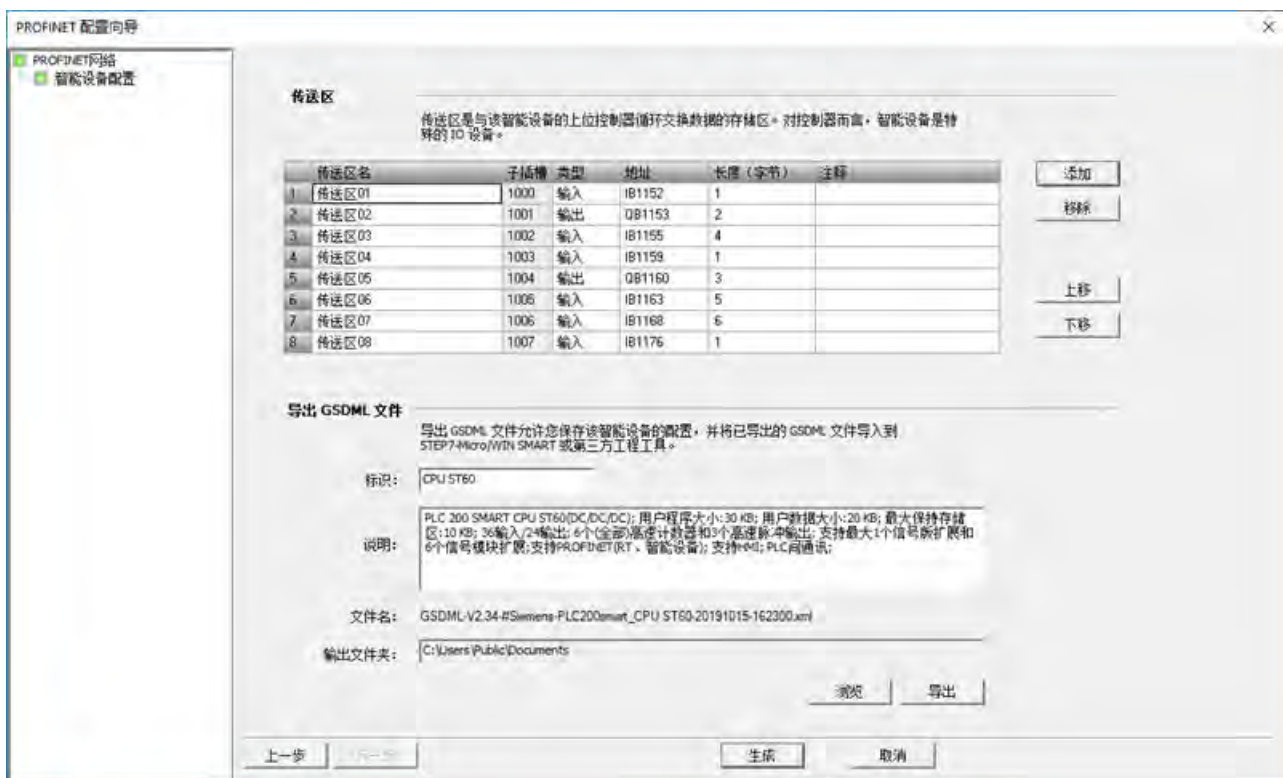 PROFINET 配置向导
PROFINET网络
智能设备配置
传送区
传送区是与该智能设备的上位控制器循环交换数据的存储区。对控制器而言，智能设备是特
殊的 IO 设备。
传送区名 子插槽 类型 地址 长度（字节） 注释
1 传送区01 1000 输入 IB1152 1
2 传送区02 1001 输出 QB1153 2
3 传送区03 1002 输入 IB1155 4
4 传送区04 1003 输入 IB1159 1
5 传送区05 1004 输出 QB1160 3
6 传送区06 1005 输入 IB1163 5
7 传送区07 1006 输入 IB1168 6
8 传送区08 1007 输入 IB1176 1
添加
移除
上移
下移
导出 GSDML 文件
导出 GSDML 文件允许您保存该智能设备的配置，并将已导出的 GSDML 文件导入到
STEP7-Micro/WIN SMART 或第三方工程工具。
标识： CPU ST60
说明：
PLC 200 SMART CPU ST60(DC/DC/DC); 用户程序大小:30 KB; 用户数据大小:20 KB; 最大保持存储
区:10 KB; 36输入/24输出; 6个(全部)高速计数器和3个高速脉冲输出; 支持最大1个信号版扩展和
6个信号模块扩展;支持PROFINET(RT、智能设备); 支持HMI; PLC间通讯;
文件名： GSDML-V2.34-#Siemens-PLC200smart_CPU ST60-20191015-162300.xml
输出文件夹： C:\Users\Public\Documents
浏览 导出
上一步 下一步 生成 取消